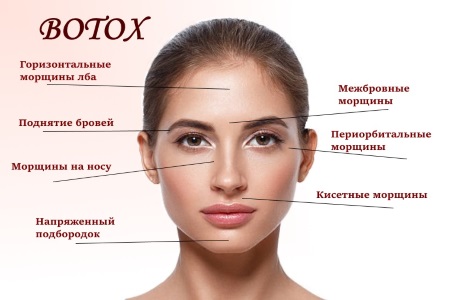 BOTOX
Горизонтальные
морщины лба
Поднятие бровей
Морщины на носу
Напряженный
подбородок
Межбровные
морщины
Периорбитальные
морщины
Кисетные морщины